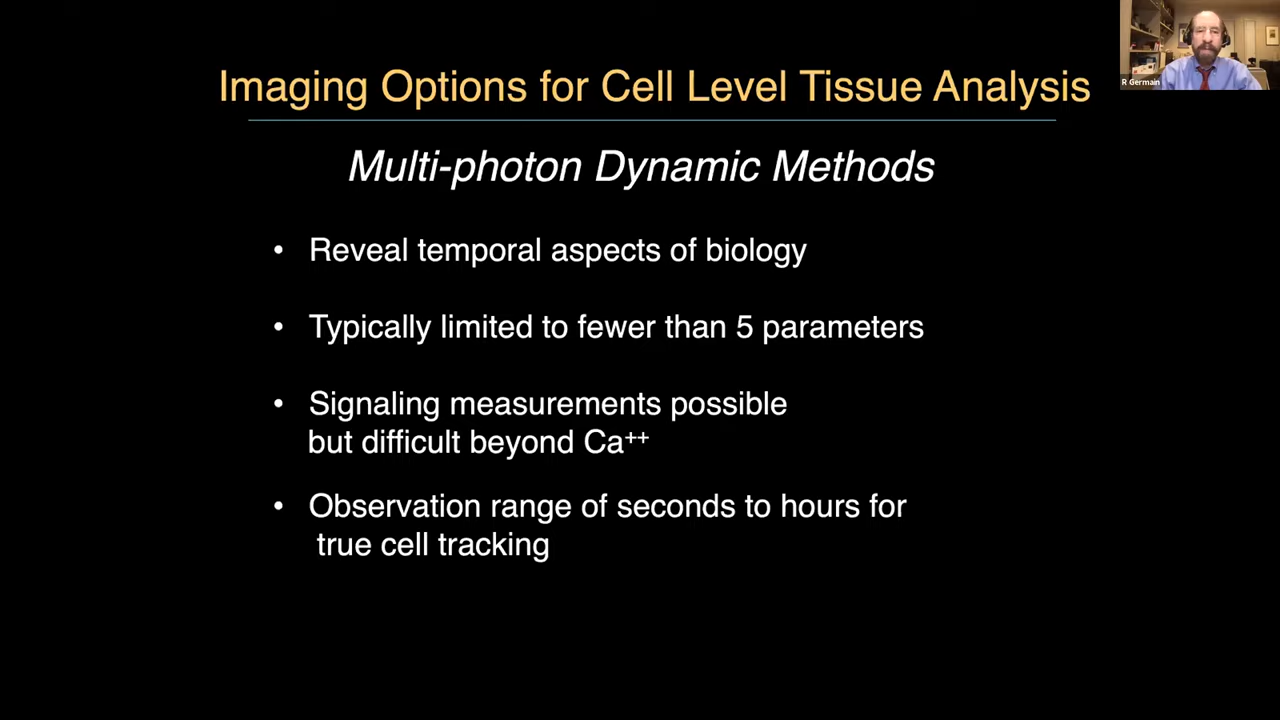 Imaging Options for Cell Level Tissue Analysis
R Germain
Multi-photon Dynamic Methods
• Reveal temporal aspects of biology
• Typically limited to fewer than 5 parameters
• Signaling measurements possible
but difficult beyond Ca⁺⁺
• Observation range of seconds to hours for
true cell tracking